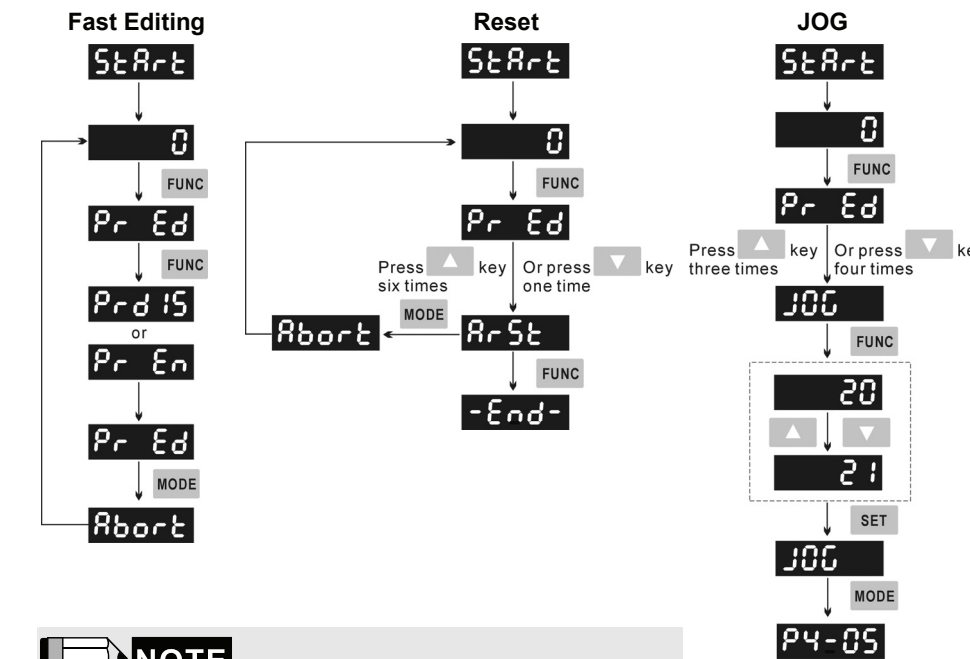 Fast Editing
StArt
0
FUNC
Pr Ed
FUNC
PrdIS
or
Pr En
Pr Ed
MODE
Abort
Reset
StArt
0
FUNC
Pr Ed
Press key
six times
Or press key
one time
MODE
Abort
ArSt
FUNC
-End-
JOG
StArt
0
FUNC
Pr Ed
Press key
three times
Or press
four times
JOG
FUNC
20
21
SET
JOG
MODE
P4-05
NOTE